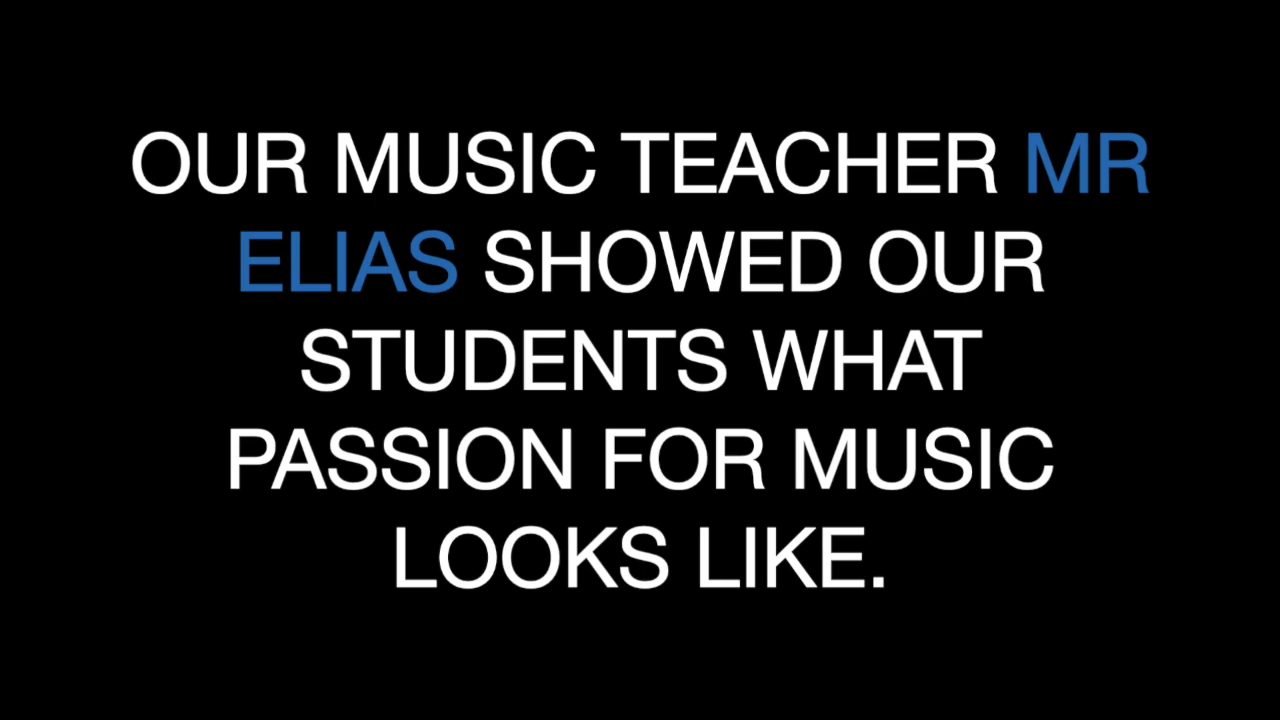 OUR MUSIC TEACHER MR
ELIAS SHOWED OUR
STUDENTS WHAT
PASSION FOR MUSIC
LOOKS LIKE.